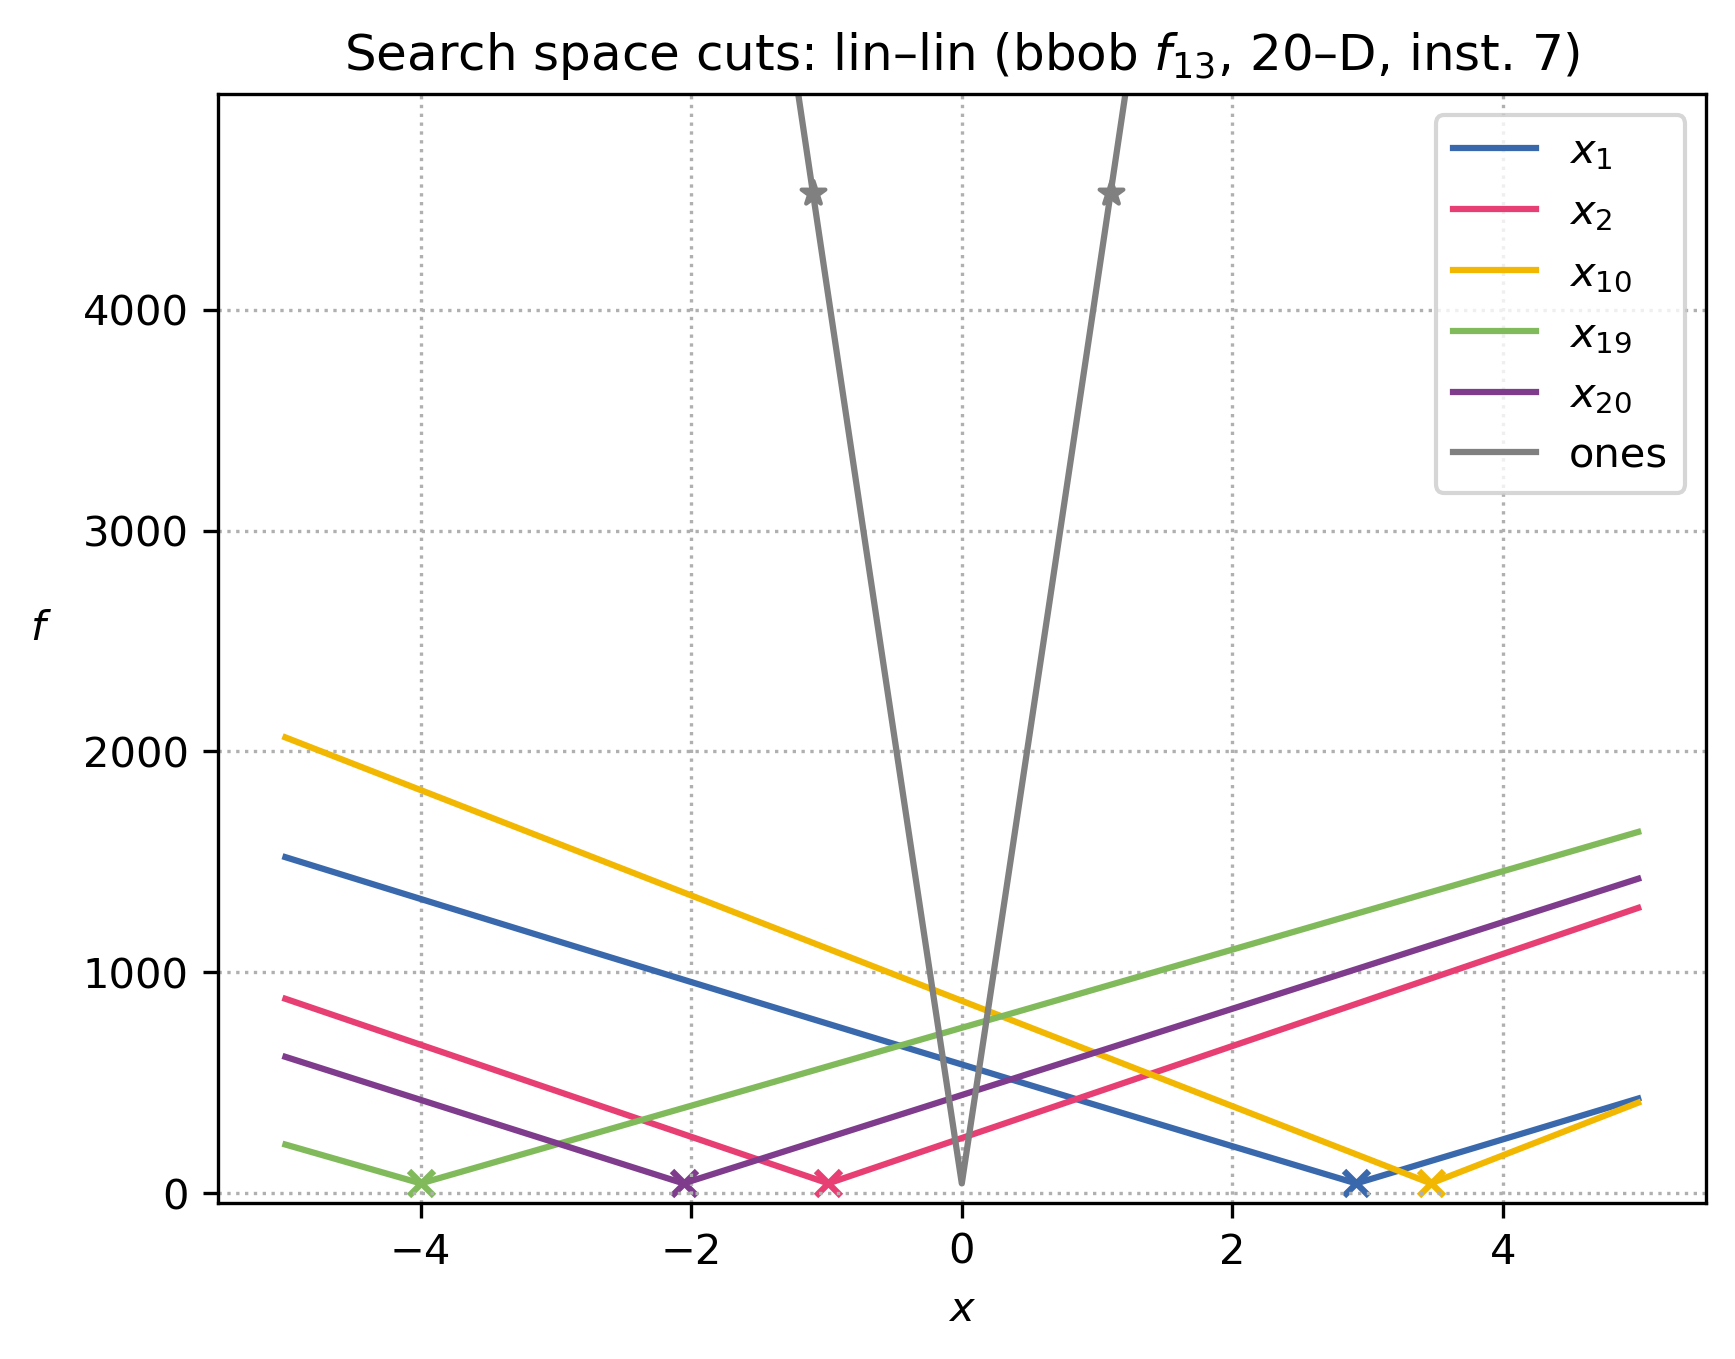 Search space cuts: lin–lin (bbob f₁₃, 20–D, inst. 7)
x₁
x₂
x₁₀
x₁₉
x₂₀
ones
4000
3000
2000
1000
0
f
−4 −2 0 2 4
x